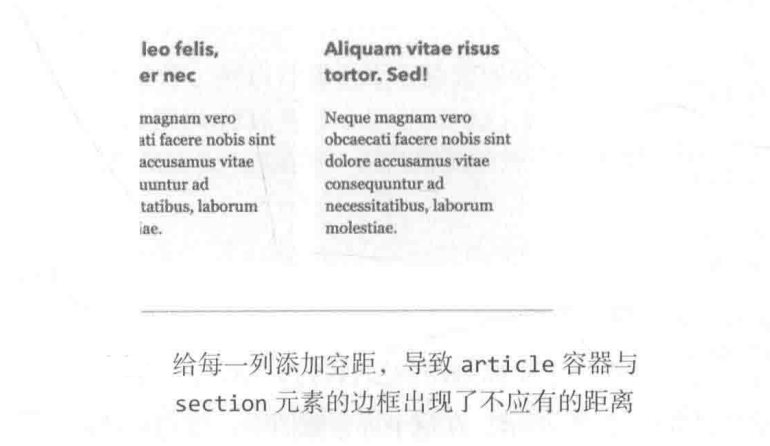 leo felis,
er nec
magnam vero
ati facere nobis sint
accusamus vitae
uuntur ad
tatibus, laborum
iae.
Aliquam vitae risus
tortor. Sed!
Neque magnam vero
obcaecati facere nobis sint
dolore accusamus vitae
consequuntur ad
necessitatibus, laborum
molestiae.
给每一列添加空距，导致 article 容器与
section 元素的边框出现了不应有的距离